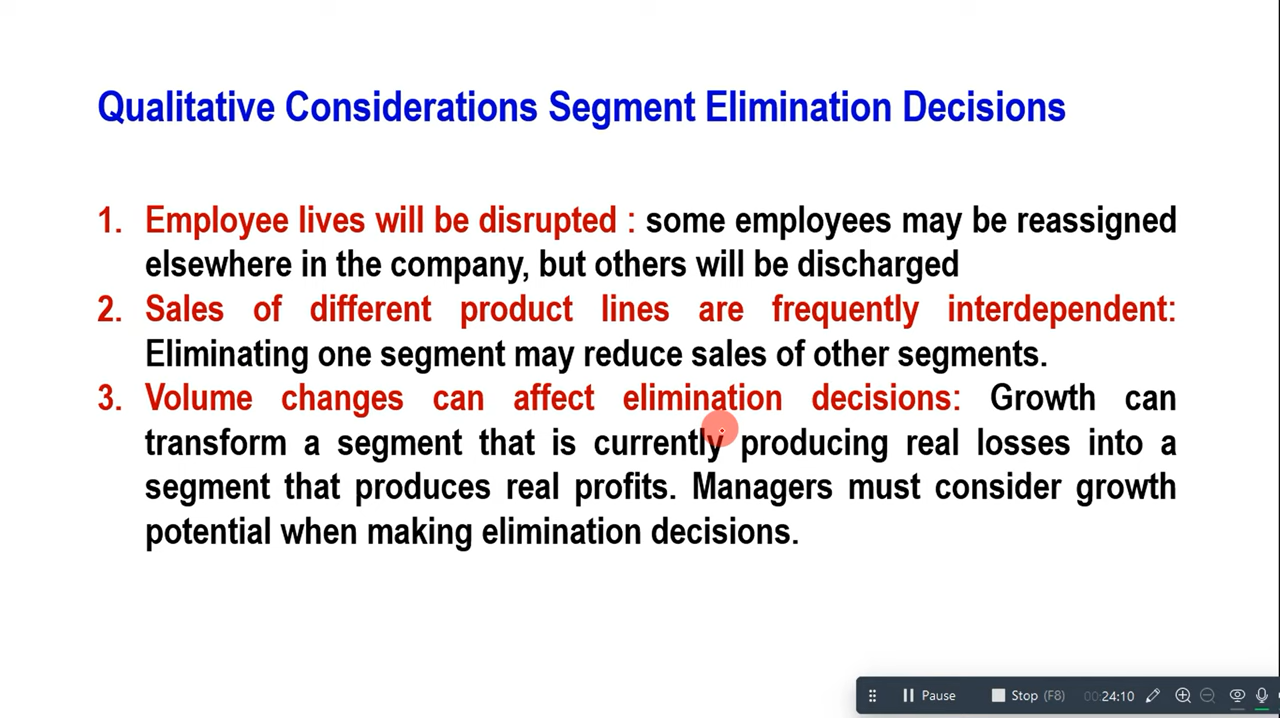 Qualitative Considerations Segment Elimination Decisions
1. Employee lives will be disrupted : some employees may be reassigned
elsewhere in the company, but others will be discharged
2. Sales of different product lines are frequently interdependent:
Eliminating one segment may reduce sales of other segments.
3. Volume changes can affect elimination decisions: Growth can
transform a segment that is currently producing real losses into a
segment that produces real profits. Managers must consider growth
potential when making elimination decisions.
Pause Stop (F8) 00:24:10